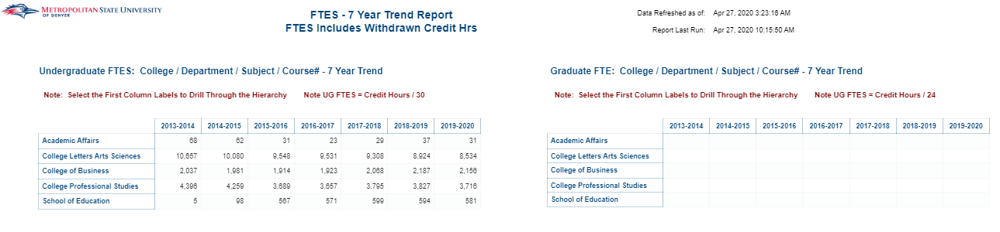 METROPOLITAN STATE UNIVERSITY
OF DENVER
FTES - 7 Year Trend Report
FTES Includes Withdrawn Credit Hrs
Data Refreshed as of: Apr 27, 2020 3:23:16 AM
Report Last Run: Apr 27, 2020 10:15:50 AM
Undergraduate FTES: College / Department / Subject / Course# - 7 Year Trend
Note: Select the First Column Labels to Drill Through the Hierarchy Note UG FTES = Credit Hours / 30
2013-2014 2014-2015 2015-2016 2016-2017 2017-2018 2018-2019 2019-2020
Academic Affairs 68 62 31 23 29 37 31
College Letters Arts Sciences 10,657 10,080 9,548 9,531 9,308 8,924 8,534
College of Business 2,037 1,981 1,914 1,923 2,068 2,187 2,156
College Professional Studies 4,396 4,259 3,689 3,657 3,795 3,827 3,716
School of Education 5 98 567 571 599 594 581
Graduate FTE: College / Department / Subject / Course# - 7 Year Trend
Note: Select the First Column Labels to Drill Through the Hierarchy Note UG FTES = Credit Hours / 24
2013-2014 2014-2015 2015-2016 2016-2017 2017-2018 2018-2019 2019-2020
Academic Affairs
College Letters Arts Sciences
College of Business
College Professional Studies
School of Education